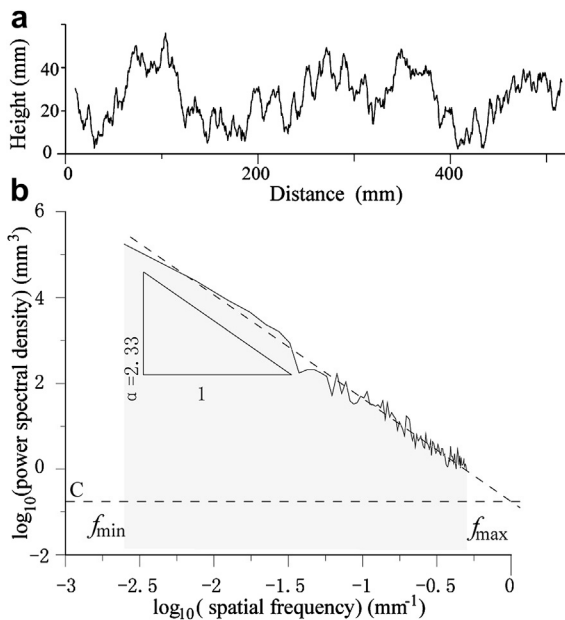 a
Height (mm)
40
20
0
0
200
400
Distance (mm)
b
log10(power spectral density) (mm3)
6
4
2
0
-2
α=2.33
1
C
fmin
fmax
-3
-2.5
-2
-1.5
-1
-0.5
0
log10( spatial frequency) (mm-1)